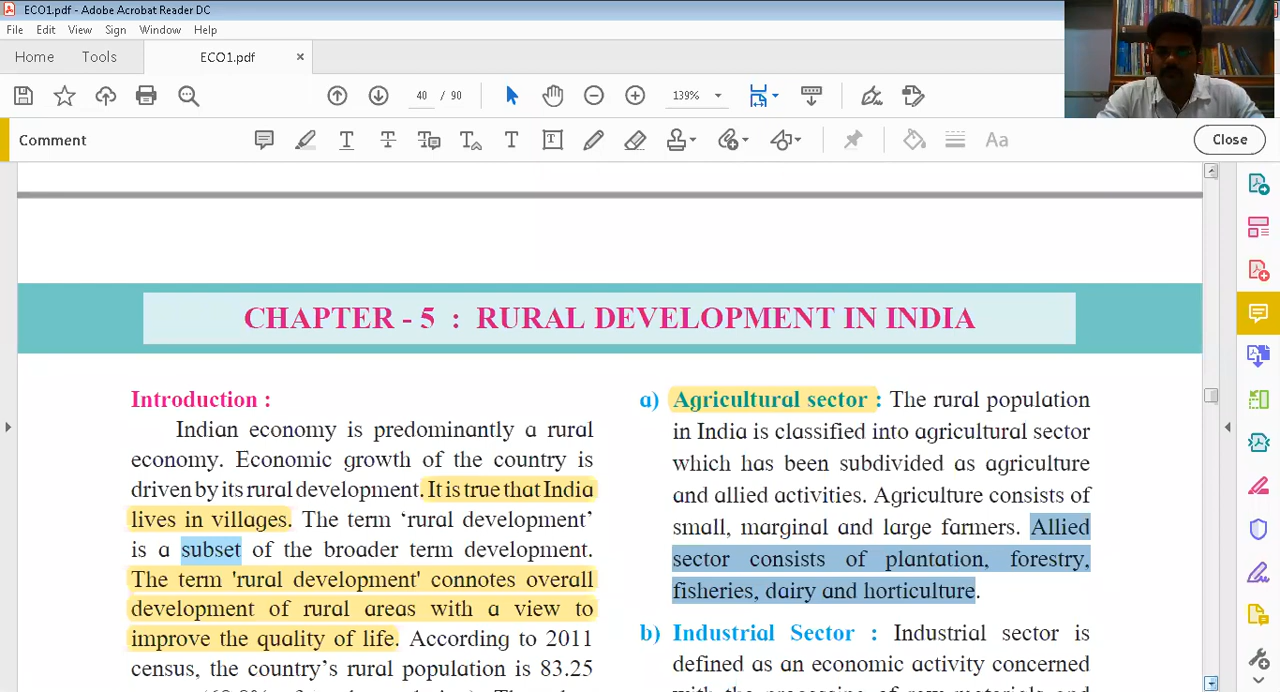 ECO1.pdf - Adobe Acrobat Reader DC
File Edit View Sign Window Help
Home Tools ECO1.pdf ×
40 / 90 139%
Comment
T T T T T T Aa Close
CHAPTER - 5 : RURAL DEVELOPMENT IN INDIA
Introduction :
Indian economy is predominantly a rural
economy. Economic growth of the country is
driven by its rural development. It is true that India
lives in villages. The term ‘rural development’
is a subset of the broader term development.
The term 'rural development' connotes overall
development of rural areas with a view to
improve the quality of life. According to 2011
census, the country’s rural population is 83.25
a) Agricultural sector : The rural population
in India is classified into agricultural sector
which has been subdivided as agriculture
and allied activities. Agriculture consists of
small, marginal and large farmers. Allied
sector consists of plantation, forestry,
fisheries, dairy and horticulture.
b) Industrial Sector : Industrial sector is
defined as an economic activity concerned